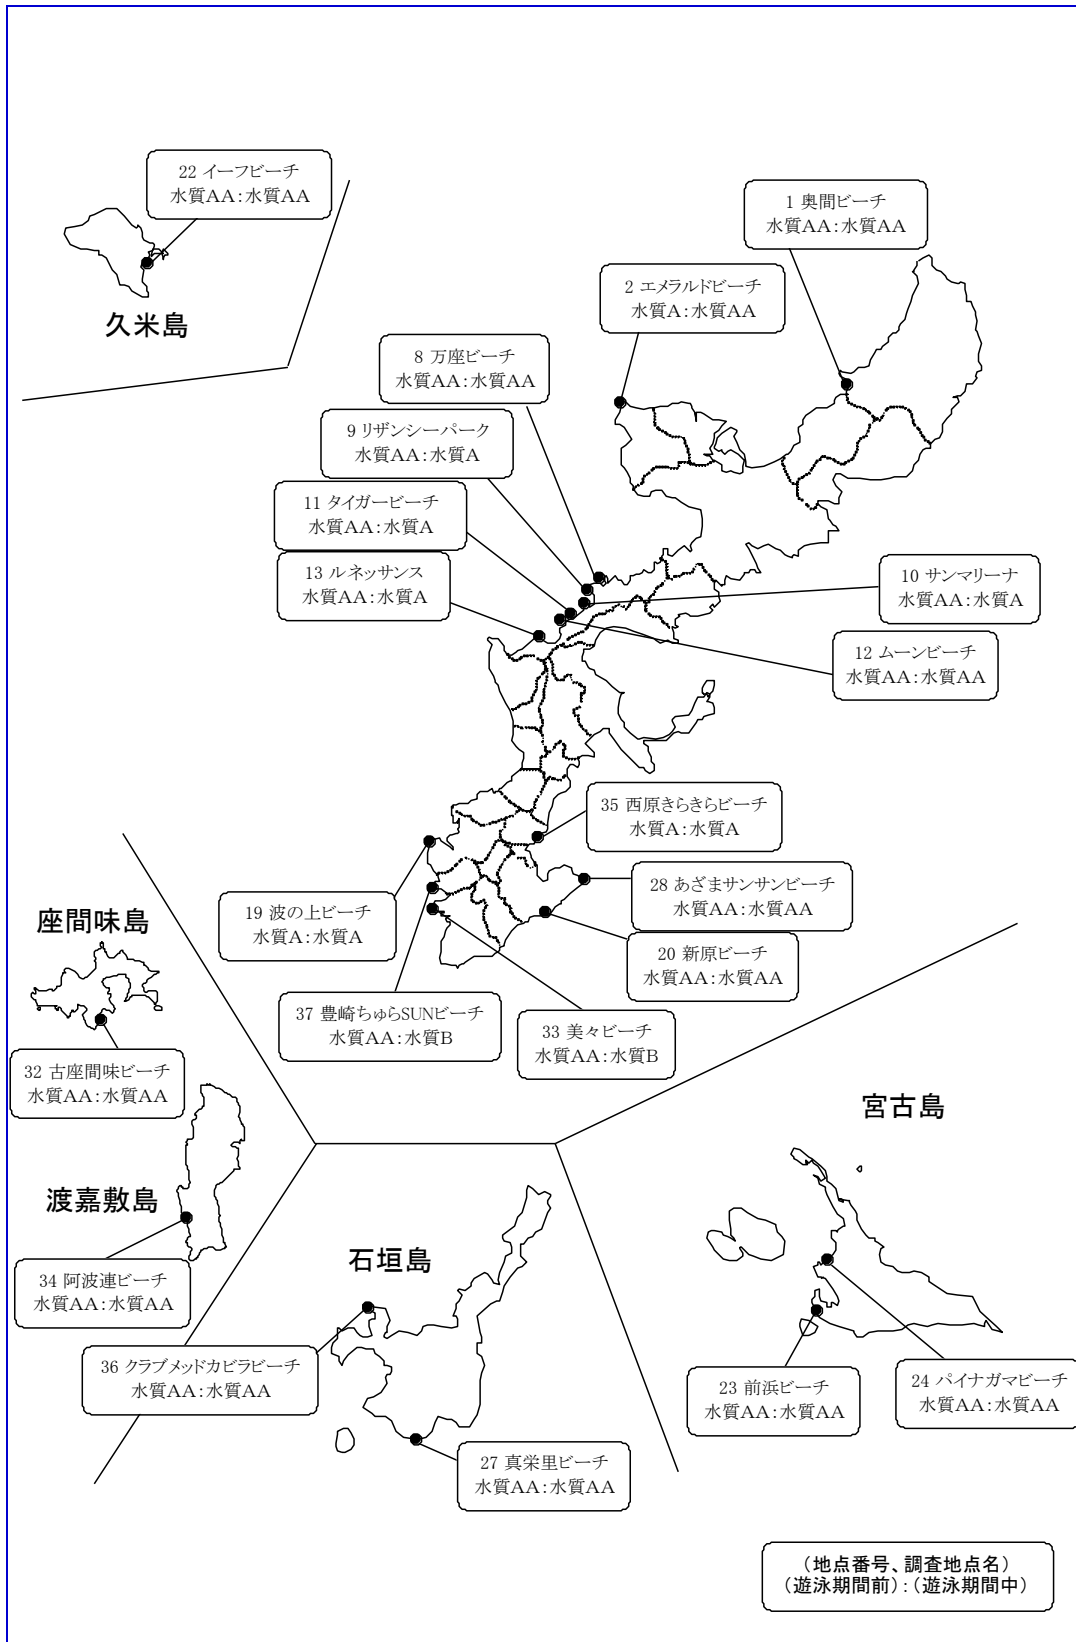 22 イーフビーチ
水質AA:水質AA
久米島
1 奥間ビーチ
水質AA:水質AA
2 エメラルドビーチ
水質A:水質AA
8 万座ビーチ
水質AA:水質AA
9 リザンシーパーク
水質AA:水質A
11 タイガービーチ
水質AA:水質A
13 ルネッサンス
水質AA:水質A
10 サンマリーナ
水質AA:水質A
12 ムーンビーチ
水質AA:水質AA
35 西原きらきらビーチ
水質A:水質A
28 あざまサンサンビーチ
水質AA:水質AA
19 波の上ビーチ
水質A:水質A
20 新原ビーチ
水質AA:水質AA
37 豊崎ちゅらSUNビーチ
水質AA:水質B
33 美々ビーチ
水質AA:水質B
座間味島
32 古座間味ビーチ
水質AA:水質AA
渡嘉敷島
34 阿波連ビーチ
水質AA:水質AA
石垣島
36 クラブメッドカビラビーチ
水質AA:水質AA
27 真栄里ビーチ
水質AA:水質AA
宮古島
23 前浜ビーチ
水質AA:水質AA
24 パイナガマビーチ
水質AA:水質AA
(地点番号、調査地点名)
(遊泳期間前):(遊泳期間中)